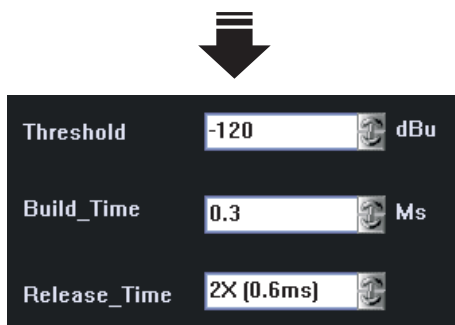 Threshold -120 dBu
Build_Time 0.3 Ms
Release_Time 2X (0.6ms)